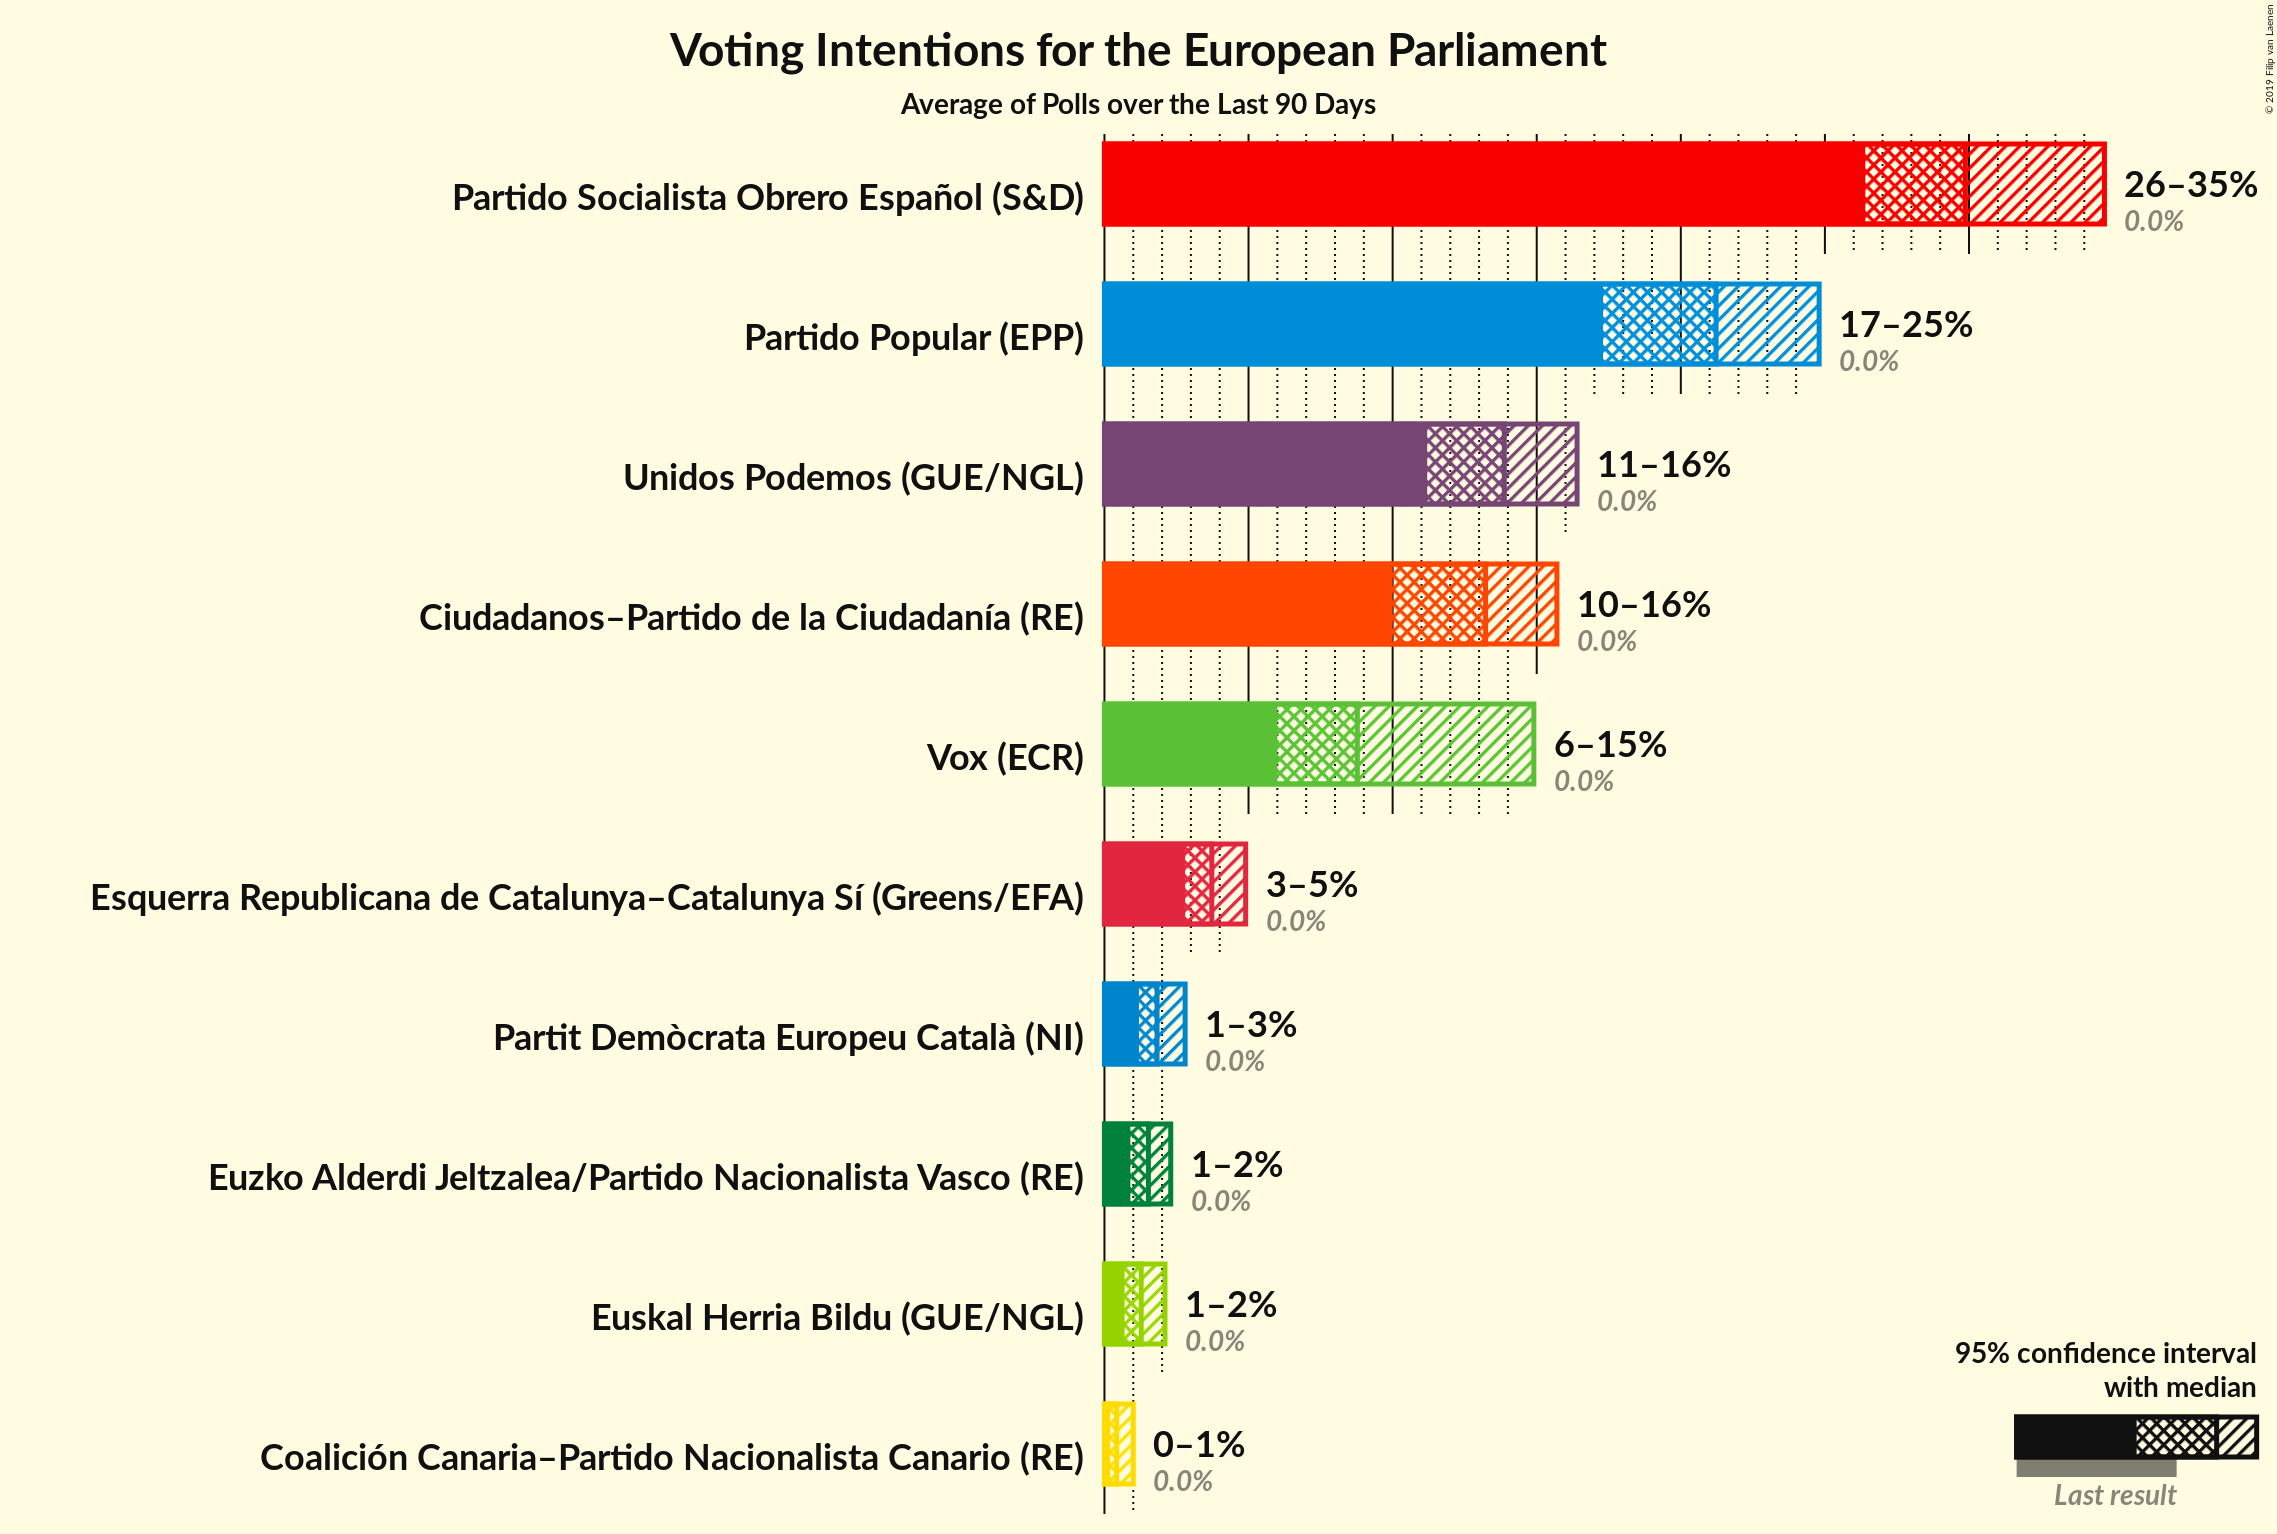 Voting Intentions for the European Parliament
Average of Polls over the Last 90 Days
© 2019 Filip van Laenen
Partido Socialista Obrero Español (S&D)
26–35%
0.0%
Partido Popular (EPP)
17–25%
0.0%
Unidos Podemos (GUE/NGL)
11–16%
0.0%
Ciudadanos–Partido de la Ciudadanía (RE)
10–16%
0.0%
Vox (ECR)
6–15%
0.0%
Esquerra Republicana de Catalunya–Catalunya Sí (Greens/EFA)
3–5%
0.0%
Partit Demòcrata Europeu Català (NI)
1–3%
0.0%
Euzko Alderdi Jeltzalea/Partido Nacionalista Vasco (RE)
1–2%
0.0%
Euskal Herria Bildu (GUE/NGL)
1–2%
0.0%
Coalición Canaria–Partido Nacionalista Canario (RE)
0–1%
0.0%
95% confidence interval
with median
Last result